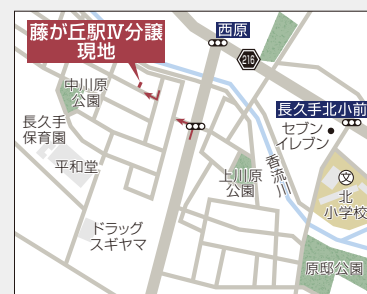 藤が丘駅Ⅳ分譲
現地
西原
216
中川原
公園
長久手北小前
セブン
イレブン
長久手
保育園
平和堂
香流川
上川原
公園
文
北
小学校
ドラッグ
スギヤマ
原邸公園